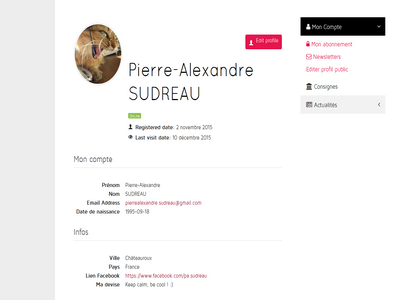 Edit profile
Pierre-Alexandre
SUDREAU
Registered date: 2 novembre 2015
Last visit date: 10 décembre 2015
Mon compte
Prénom Pierre-Alexandre
Nom SUDREAU
Email Address pierrealexandre.sudreau@gmail.com
Date de naissance 1995-09-18
Infos
Ville Châteauroux
Pays France
Lien Facebook https://www.facebook.com/pa.sudreau
Ma devise Keep calm, be cool ! :)
Mon Compte
Mon abonnement
Newsletters
Editer profil public
Consignes
Actualités